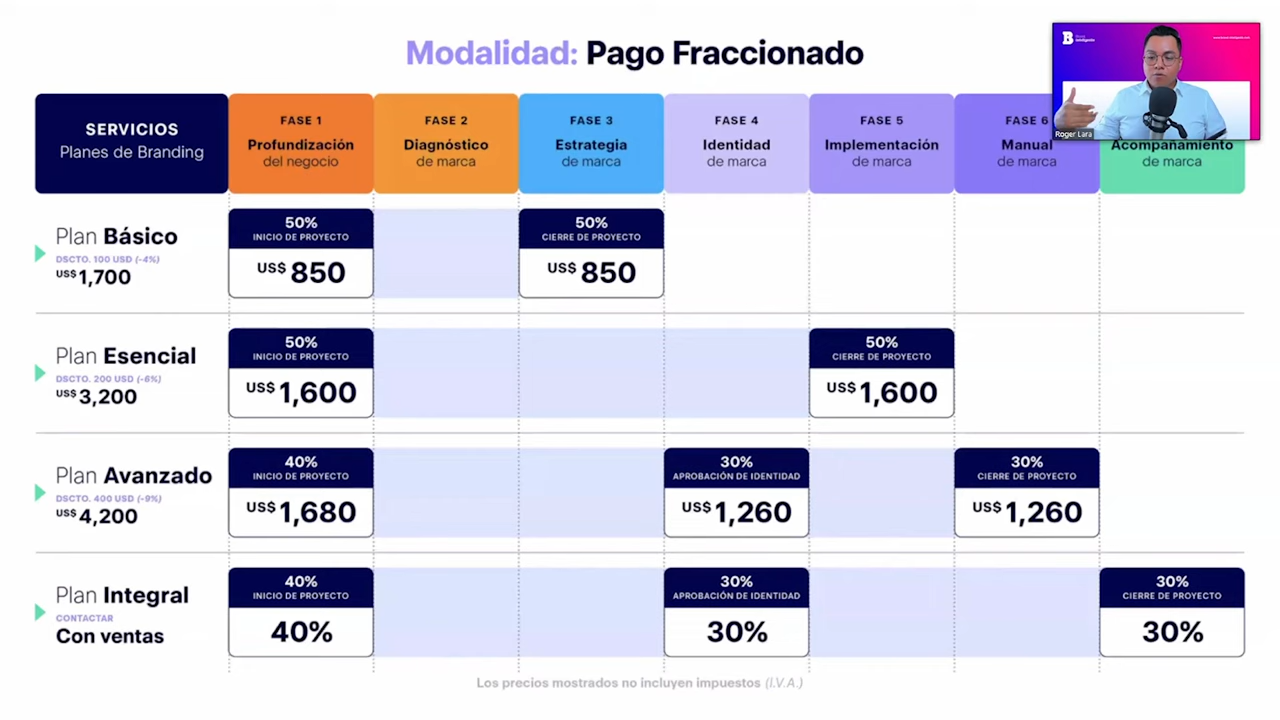 Modalidad: Pago Fraccionado
SERVICIOS
Planes de Branding
FASE 1
Profundización
del negocio
FASE 2
Diagnóstico
de marca
FASE 3
Estrategia
de marca
FASE 4
Identidad
de marca
FASE 5
Implementación
de marca
FASE 6
Manual
de marca
Acompañamiento
de marca
Roger Lara
Plan Básico
DSCTO. 100 USD (-4%)
US$ 1,700
50%
INICIO DE PROYECTO
US$ 850
50%
CIERRE DE PROYECTO
US$ 850
Plan Esencial
DSCTO. 200 USD (-6%)
US$ 3,200
50%
INICIO DE PROYECTO
US$ 1,600
50%
CIERRE DE PROYECTO
US$ 1,600
Plan Avanzado
DSCTO. 400 USD (-9%)
US$ 4,200
40%
INICIO DE PROYECTO
US$ 1,680
30%
APROBACIÓN DE IDENTIDAD
US$ 1,260
30%
CIERRE DE PROYECTO
US$ 1,260
Plan Integral
CONTACTAR
Con ventas
40%
INICIO DE PROYECTO
40%
30%
APROBACIÓN DE IDENTIDAD
30%
30%
CIERRE DE PROYECTO
30%
Los precios mostrados no incluyen impuestos (I.V.A.)